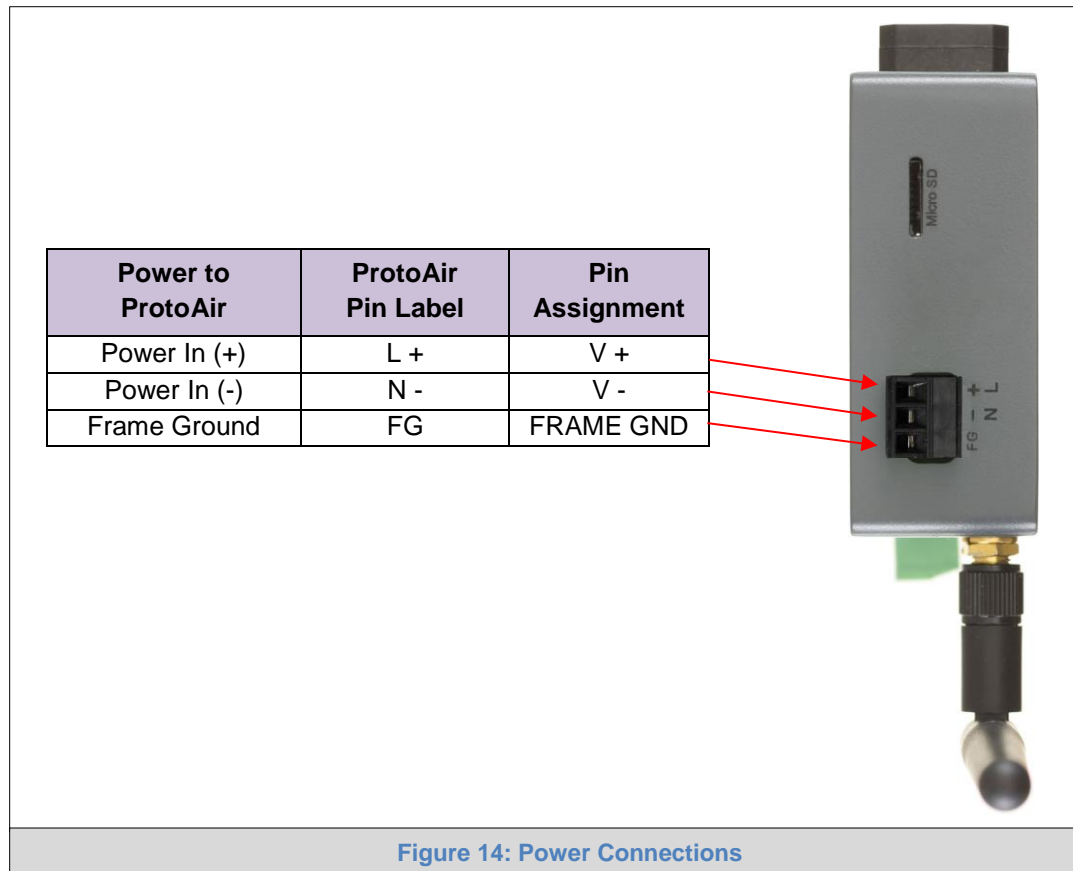 Micro SD
Power to ProtoAir Pin
ProtoAir Pin Label Assignment
Power In (+) L + V +
Power In (-) N - V -
Frame Ground FG FRAME GND
+ L
- N
FG
Figure 14: Power Connections